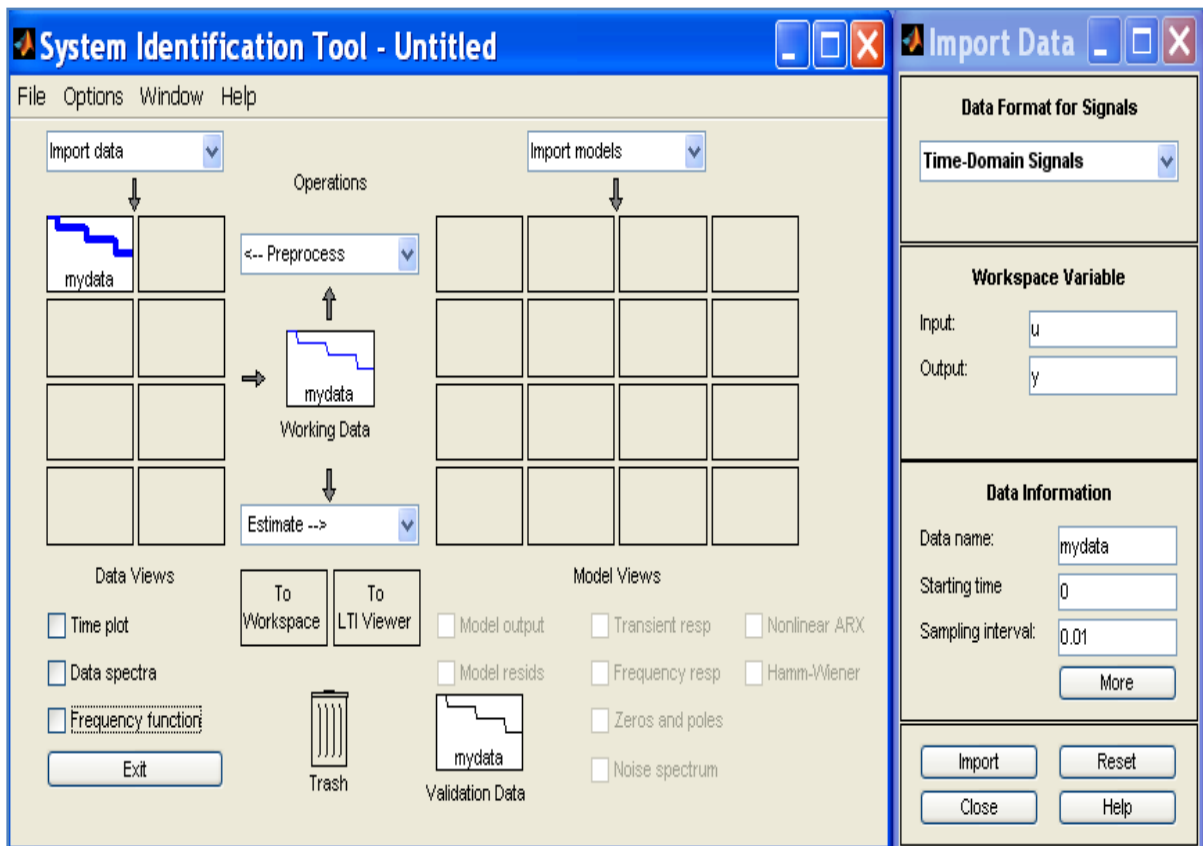 System Identification Tool - Untitled
File Options Window Help
Import data
Import models
Operations
mydata
<-- Preprocess
mydata
Working Data
Estimate -->
Data Views
Model Views
To Workspace
To LTI Viewer
Time plot
Data spectra
Frequency function
Exit
Trash
Model output
Transient resp
Nonlinear ARX
Model resids
Frequency resp
Hamm-Wiener
Zeros and poles
Noise spectrum
mydata
Validation Data
Import Data
Data Format for Signals
Time-Domain Signals
Workspace Variable
Input:
u
Output:
y
Data Information
Data name:
mydata
Starting time
0
Sampling interval:
0.01
More
Import
Reset
Close
Help